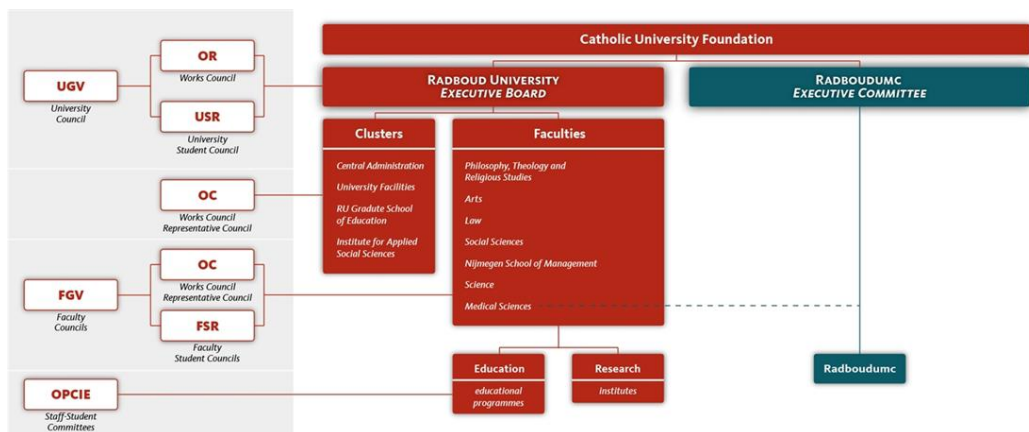 Catholic University Foundation
OR
Works Council
UGV
University
Council
USR
University
Student Council
RADBOUD UNIVERSITY
EXECUTIVE BOARD
RADBOUDUMC
EXECUTIVE COMMITTEE
Clusters
Central Administration
University Facilities
RU Gradute School
of Education
Institute for Applied
Social Sciences
Faculties
Philosophy, Theology and
Religious Studies
Arts
Law
Social Sciences
Nijmegen School of Management
Science
Medical Sciences
OC
Works Council
Representative Council
OC
Works Council
Representative Council
FGV
Faculty
Councils
FSR
Faculty
Student Councils
Education
educational
programmes
Research
institutes
Radboudumc
OPCIE
Staff-Student
Committees